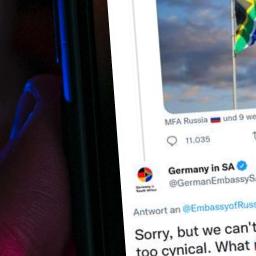 MFA Russia 🇷🇺 und 9 we
11.035
Germany in SA
@GermanEmbassyS
Antwort an @EmbassyofRuss
Sorry, but we can't
too cynical. What